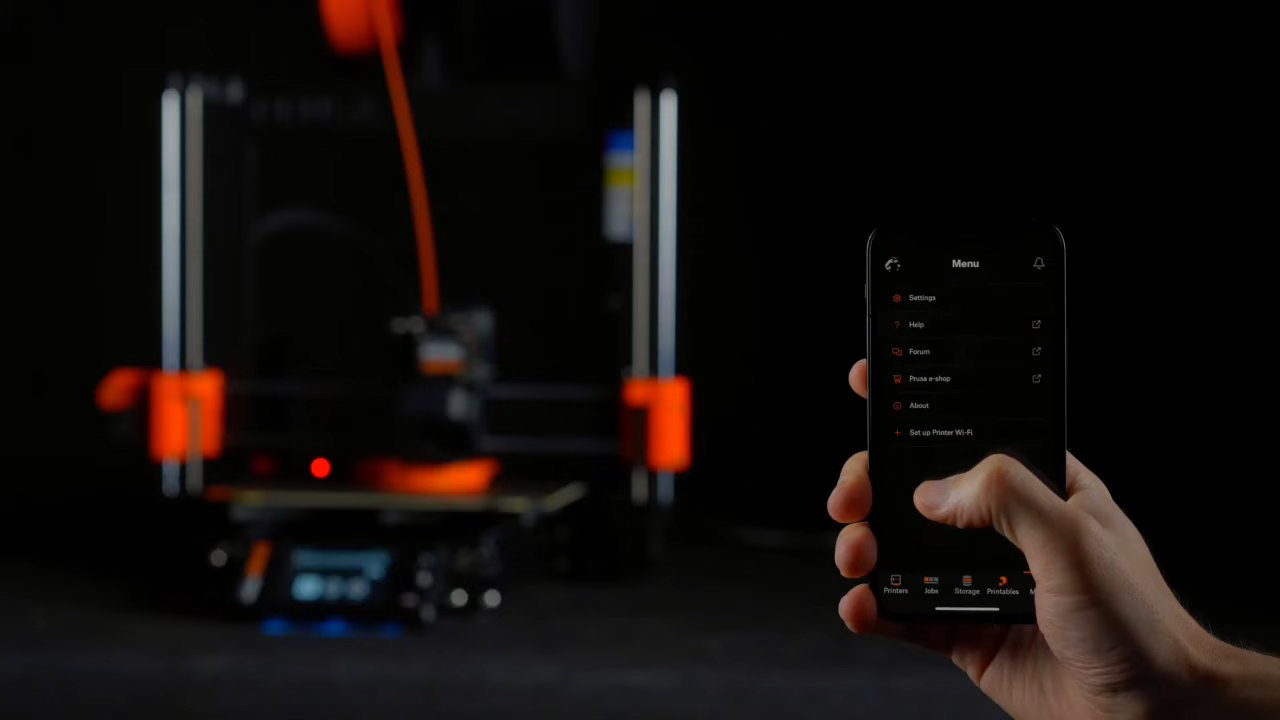 Menu
Settings
Help
Forum
Prusa e-shop
About
Set up Printer Wi-Fi
Printers Jobs Storage Printables